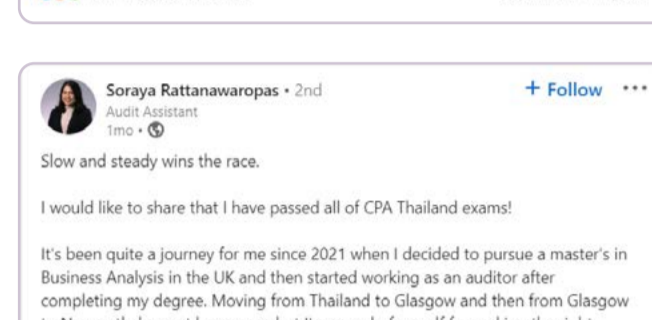 Soraya Rattanawaropas • 2nd
+ Follow •••
Audit Assistant
1mo •
Slow and steady wins the race.
I would like to share that I have passed all of CPA Thailand exams!
It's been quite a journey for me since 2021 when I decided to pursue a master's in
Business Analysis in the UK and then started working as an auditor after
completing my degree. Moving from Thailand to Glasgow and then from Glasgow